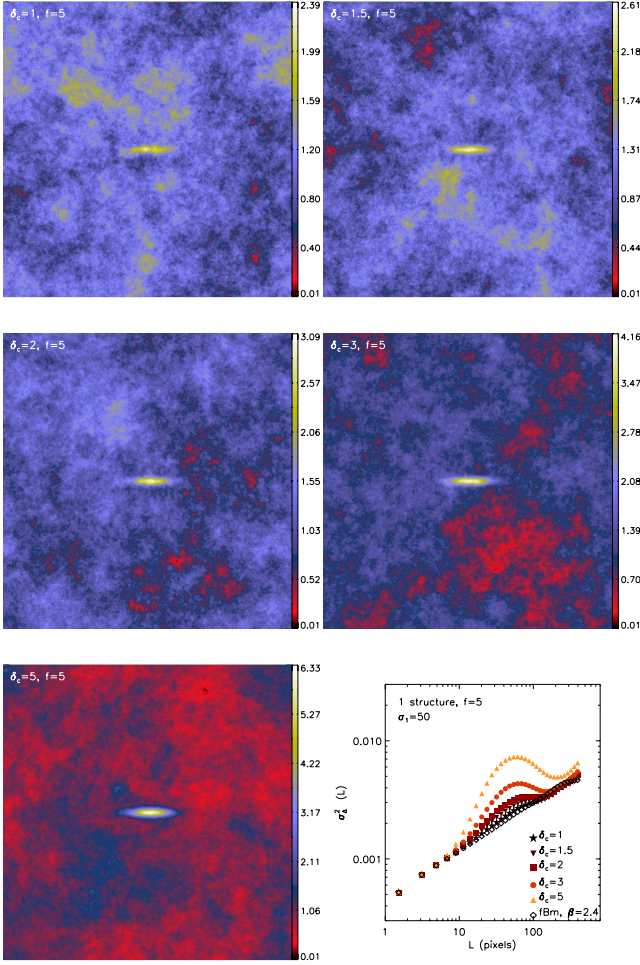 δc=1, f=5
2.39
1.99
1.59
1.20
0.80
0.40
0.01
δc=1.5, f=5
2.61
2.18
1.74
1.31
0.87
0.44
0.01
δc=2, f=5
3.09
2.57
2.06
1.55
1.03
0.52
0.01
δc=3, f=5
4.16
3.47
2.78
2.08
1.39
0.70
0.01
δc=5, f=5
6.33
5.27
4.22
3.17
2.11
1.06
0.01
1 structure, f=5
σ1=50
0.010
0.001
σΔ² (L)
δc=1
δc=1.5
δc=2
δc=3
δc=5
fBm, β=2.4
1
10
100
L (pixels)